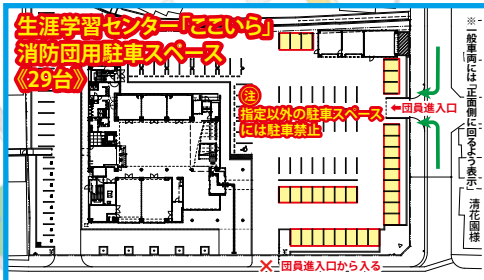 生涯学習センター「ここいら」
消防団用駐車スペース
《29台》
注
指定以外の駐車スペース
には駐車禁止
←団員進入口
※一般車両には「正面側に回るよう表示」
清花園様
× 団員進入口から入る